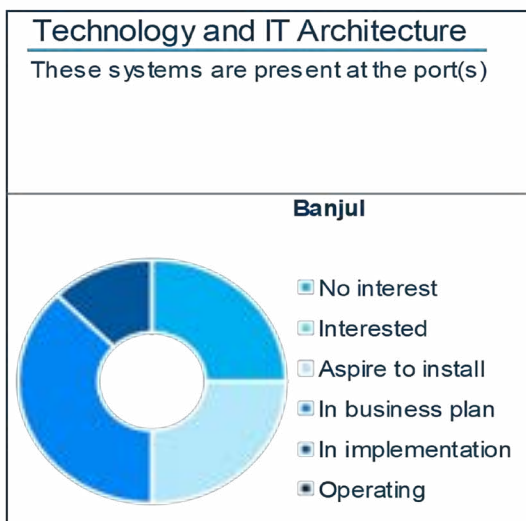 Technology and IT Architecture
These systems are present at the port(s)
Banjul
No interest
Interested
Aspire to install
In business plan
In implementation
Operating